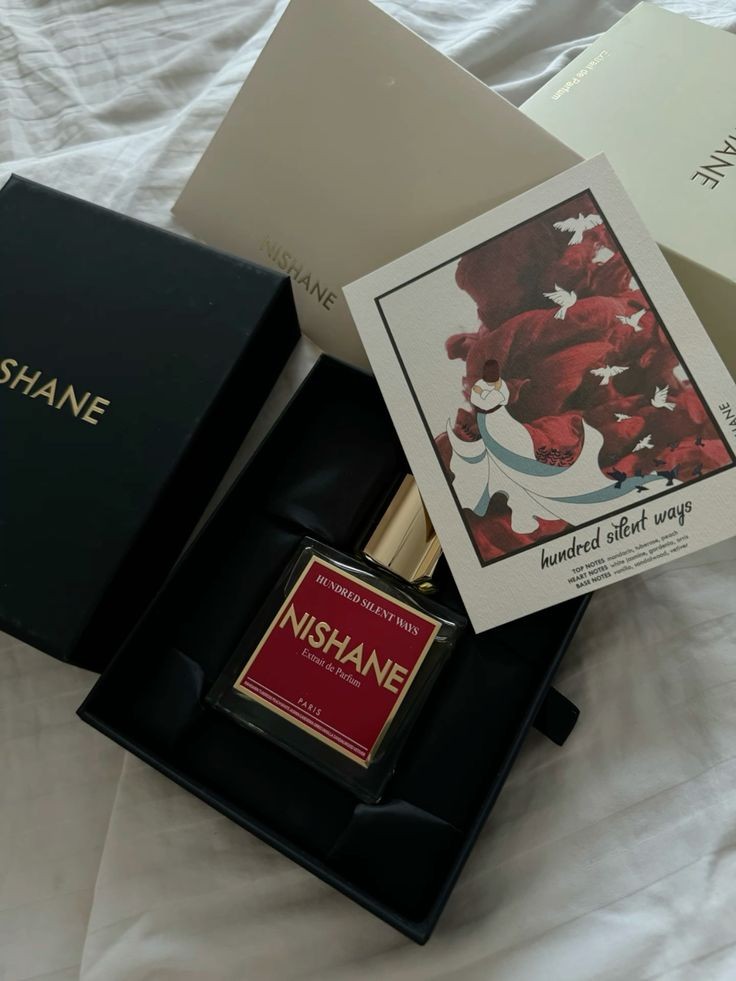 Extrait de Parfum
NISHANE
NISHANE
HUNDRED SILENT WAYS
NISHANE
Extrait de Parfum
PARIS
hundred silent ways
TOP NOTES mandarin, tuberose, peach
HEART NOTES white jasmine, gardenia, orris
BASE NOTES vanilla, sandalwood, vetiver